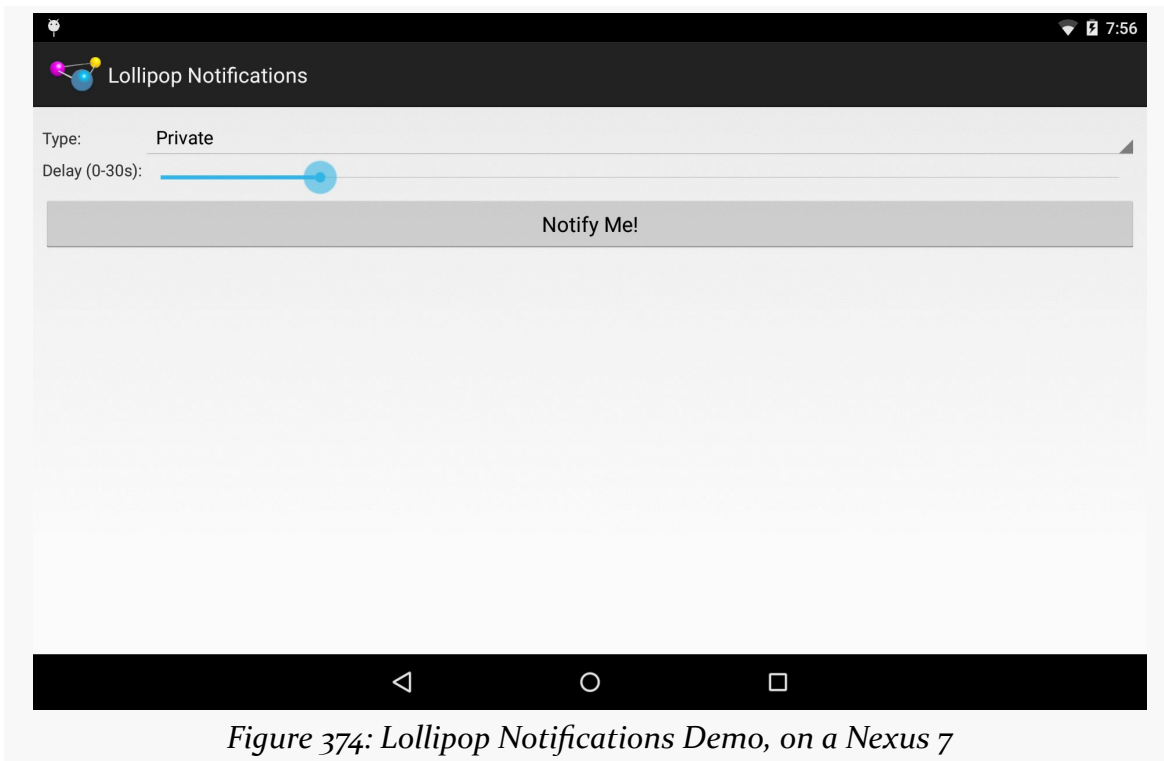 7:56
Lollipop Notifications
Type: Private
Delay (0-30s):
Notify Me!
Figure 374: Lollipop Notifications Demo, on a Nexus 7